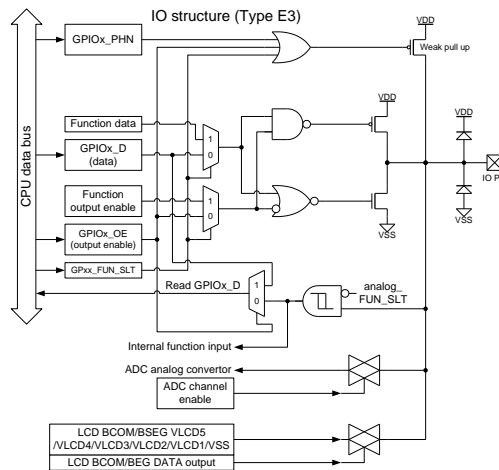 IO structure (Type E3)
VDD
GPIOx_PHN
Weak pull up
CPU data bus
Function data
GPIOx_D
(data)
1
0
VDD
VDD
IO P
Function
output enable
1
0
VSS
VSS
GPIOx_OE
(output enable)
GPxx_FUN_SLT
Read GPIOx_D
1
0
analog_
FUN_SLT
Internal function input
ADC analog convertor
ADC channel
enable
LCD BCOM/BSEG VLCD5
/VLCD4/VLCD3/VLCD2/VLCD1/VSS
LCD BCOM/BEG DATA output